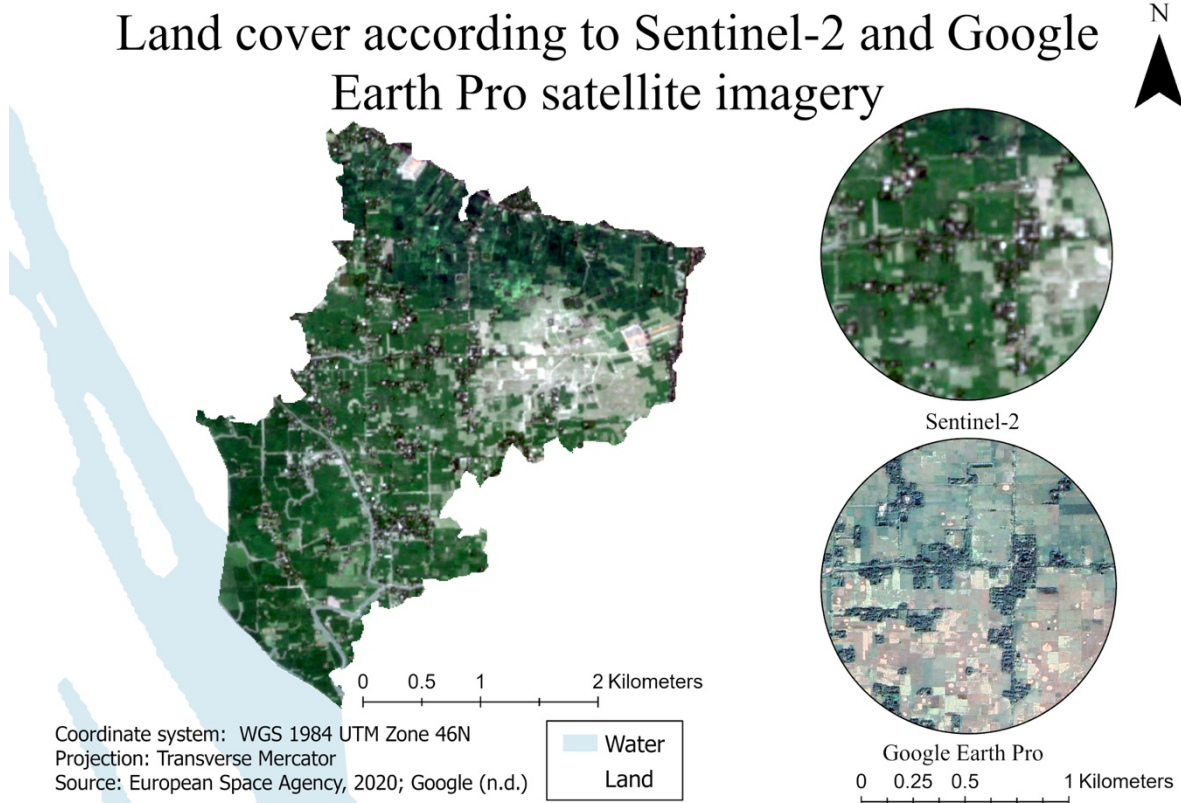 Land cover according to Sentinel-2 and Google
Earth Pro satellite imagery
N
Sentinel-2
Google Earth Pro
0 0.5 1 2 Kilometers
Coordinate system: WGS 1984 UTM Zone 46N
Projection: Transverse Mercator
Source: European Space Agency, 2020; Google (n.d.)
Water
Land
0 0.25 0.5 1 Kilometers